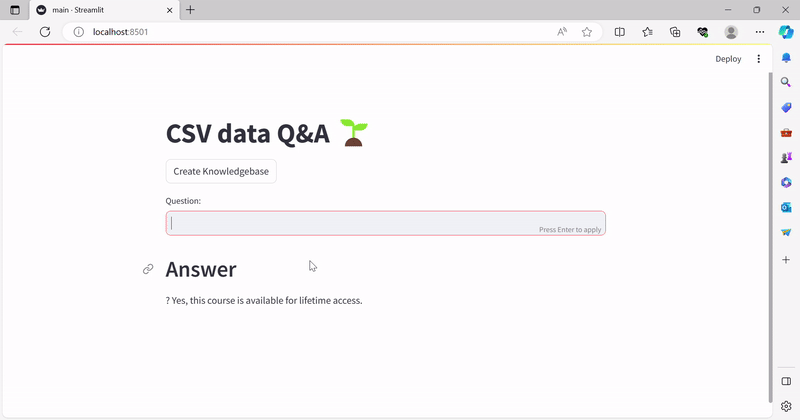 main · Streamlit
localhost:8501
Deploy
CSV data Q&A
Create Knowledgebase
Question:
Press Enter to apply
Answer
? Yes, this course is available for lifetime access.